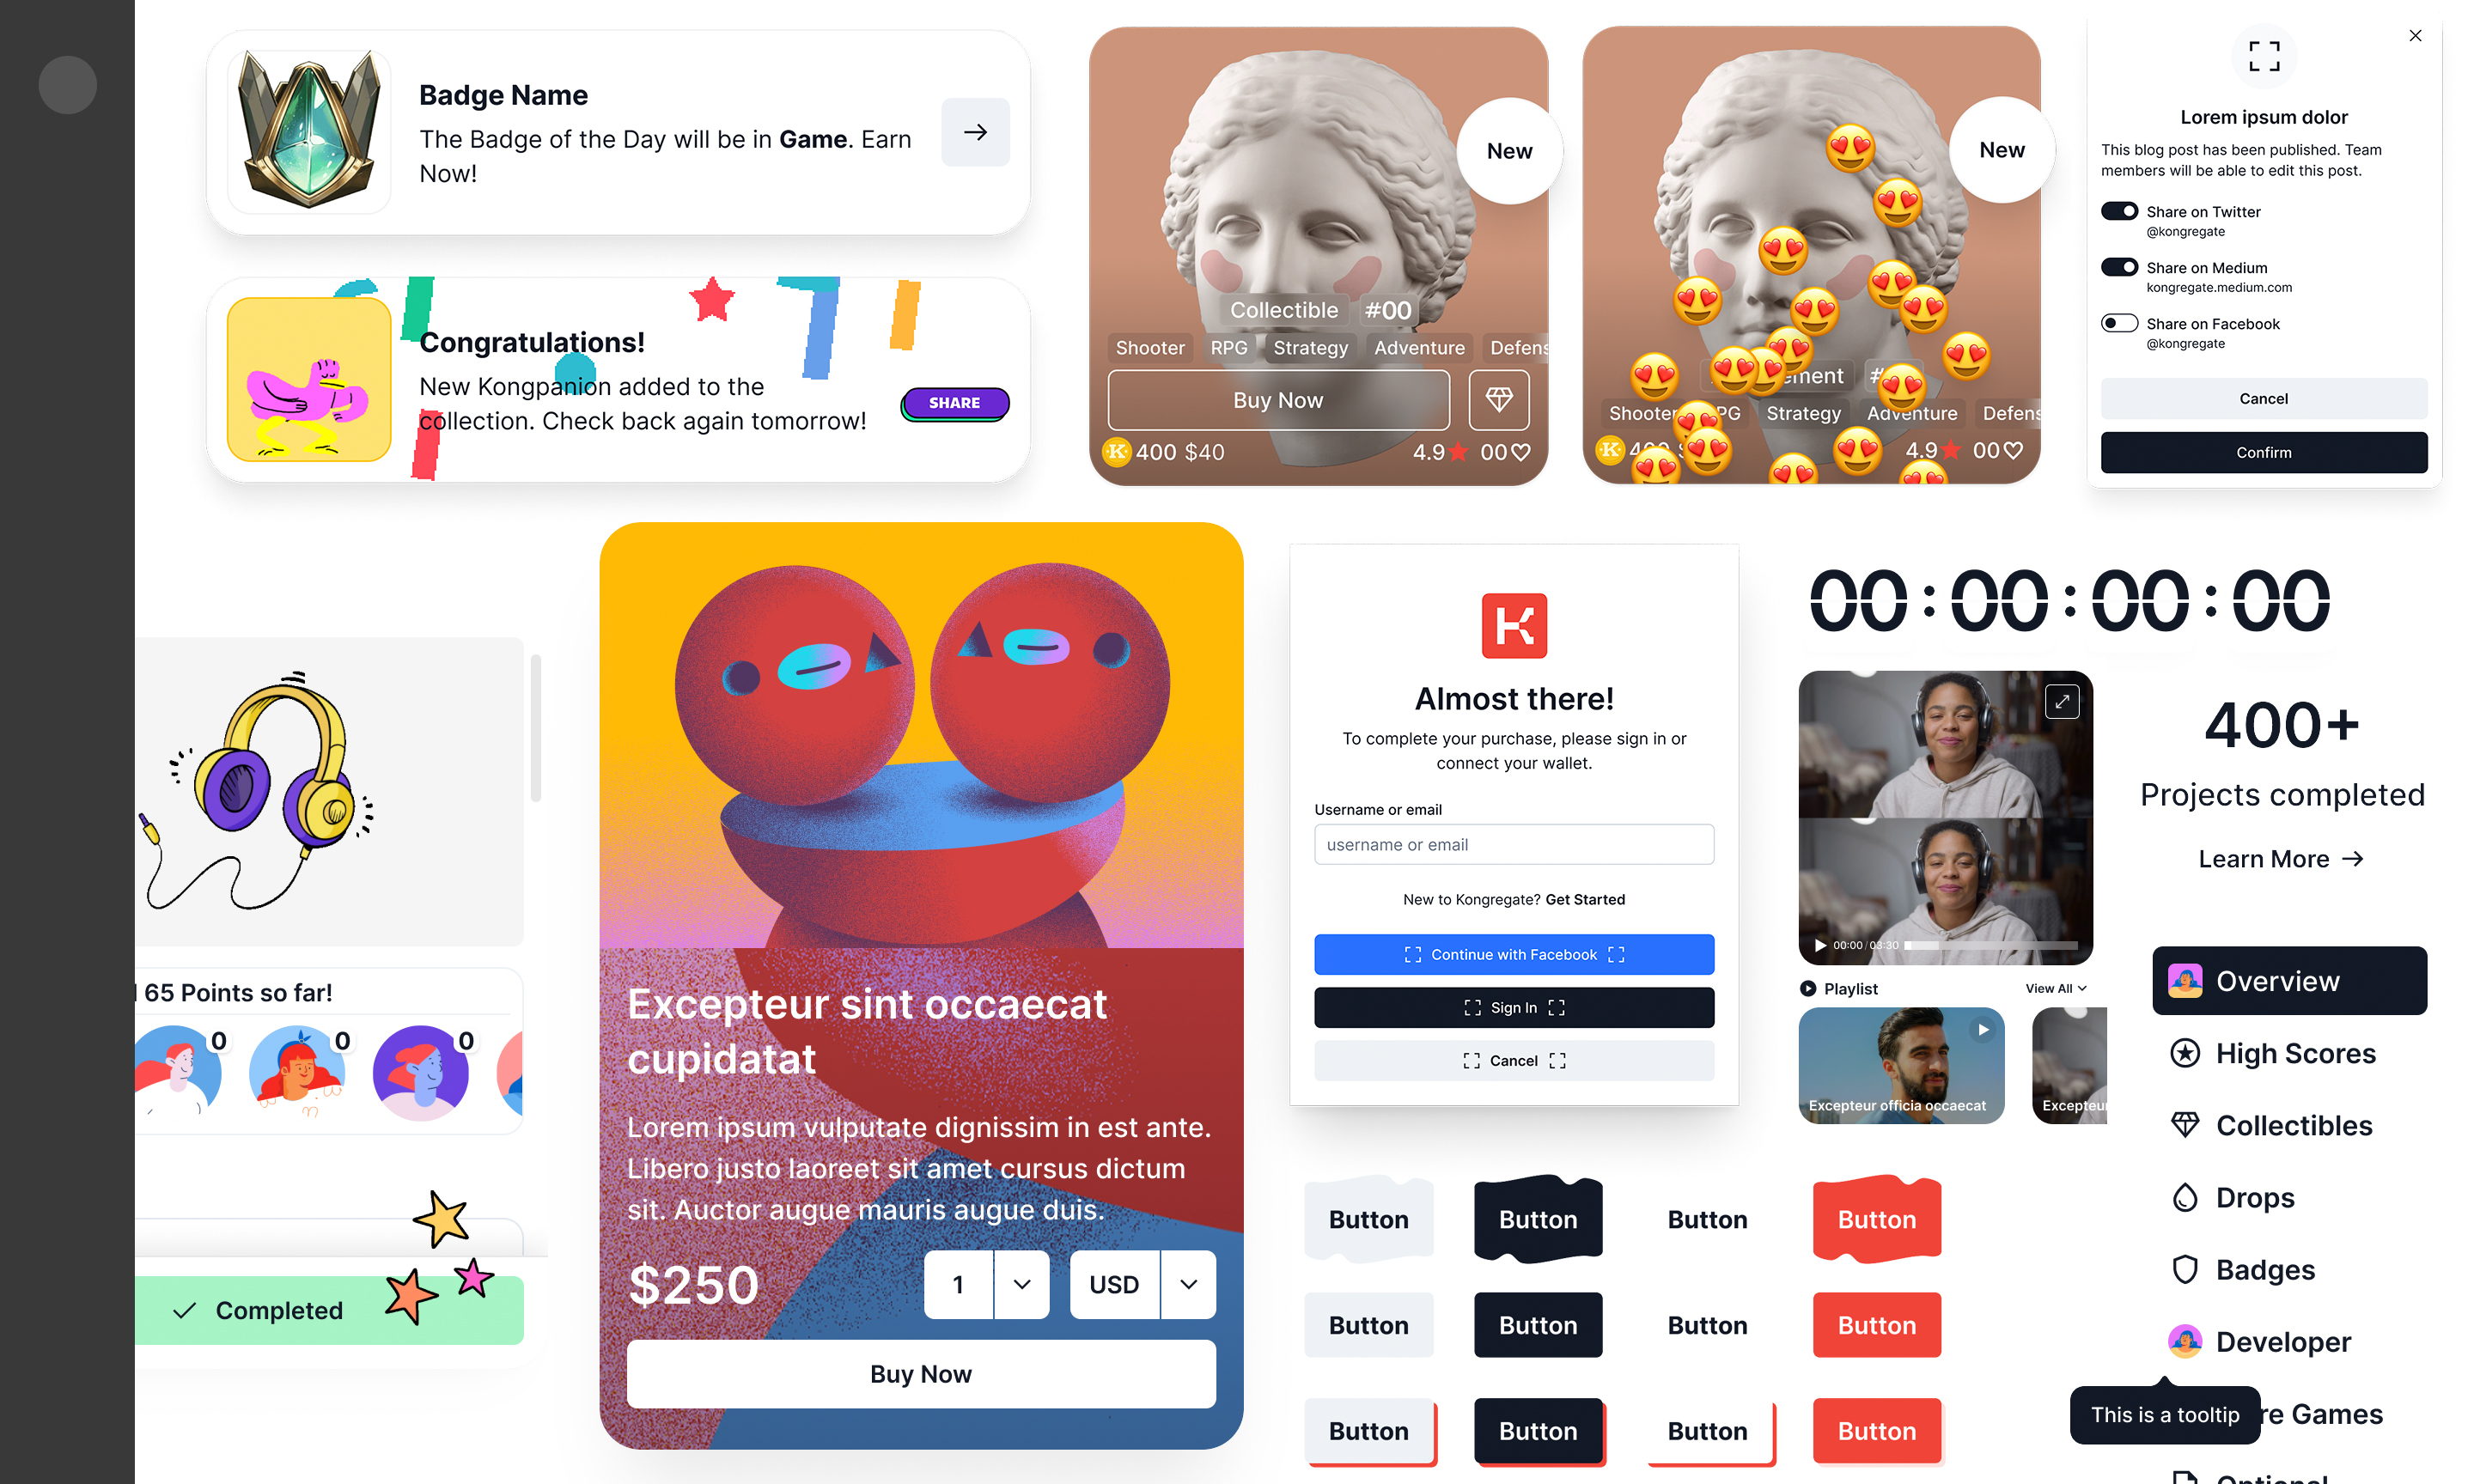 Badge Name
The Badge of the Day will be in Game. Earn
Now!
Congratulations!
New Kongpanion added to the
collection. Check back again tomorrow!
SHARE
New
Collectible #00
Shooter RPG Strategy Adventure Defens
Buy Now
K 400 $40 4.9 00
New
#
Shooter Strategy Adventure Defens
K 4.9 00
Lorem ipsum dolor
This blog post has been published. Team
members will be able to edit this post.
Share on Twitter
@kongregate
Share on Medium
kongregate.medium.com
Share on Facebook
@kongregate
Cancel
Confirm
65 Points so far!
0 0 0
Completed
Excepteur sint occaecat
cupidatat
Lorem ipsum vulputate dignissim in est ante.
Libero justo laoreet sit amet cursus dictum
sit. Auctor augue mauris augue duis.
$250 1 USD
Buy Now
K
Almost there!
To complete your purchase, please sign in or
connect your wallet.
Username or email
username or email
New to Kongregate? Get Started
Continue with Facebook
Sign In
Cancel
00:00:00:00
00:00/03:30
Playlist View All
Excepteur officia occaecat
Excepteur
400+
Projects completed
Learn More
Overview
High Scores
Collectibles
Drops
Badges
Developer
This is a tooltip
Games
Optional
Button Button Button Button
Button Button Button Button
Button Button Button Button